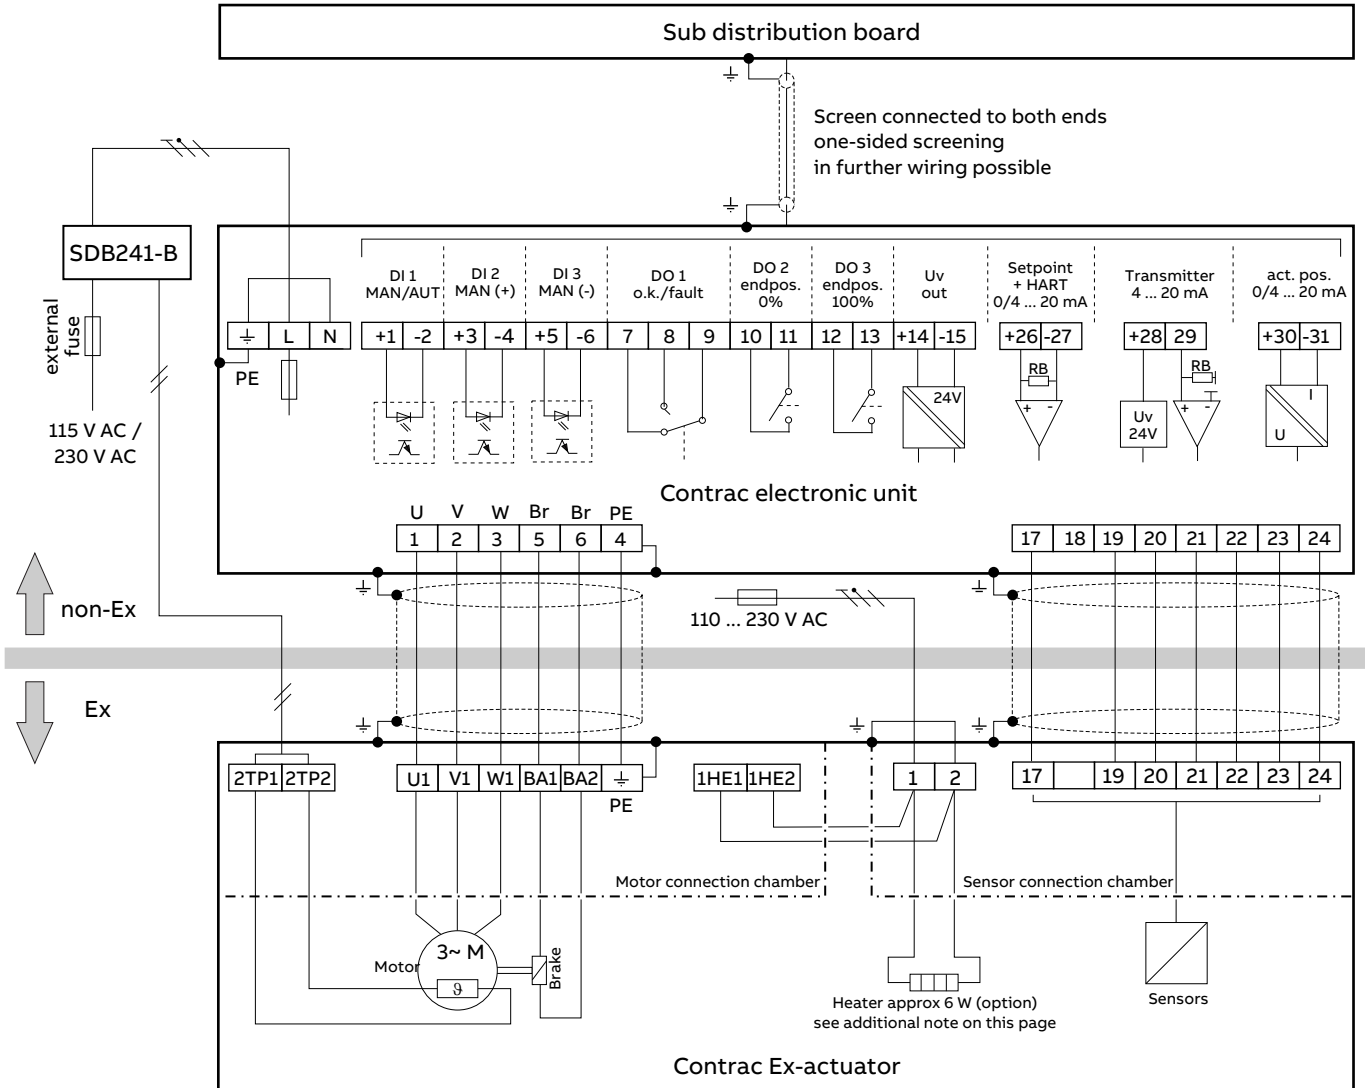 Sub distribution board
Screen connected to both ends
one-sided screening
in further wiring possible
SDB241-B
external
fuse
115 V AC /
230 V AC
DI 1
MAN/AUT
DI 2
MAN (+)
DI 3
MAN (-)
DO 1
o.k./fault
DO 2
endpos.
0%
DO 3
endpos.
100%
Uv
out
Setpoint
+ HART
0/4 ... 20 mA
Transmitter
4 ... 20 mA
act. pos.
0/4 ... 20 mA
L N +1 -2 +3 -4 +5 -6 7 8 9 10 11 12 13 +14 -15 +26 -27 +28 29 +30 -31
PE
RB
+ -
RB
+ -
24V
Uv
24V
I
U
Contrac electronic unit
U V W Br Br PE
1 2 3 5 6 4
17 18 19 20 21 22 23 24
non-Ex
110 ... 230 V AC
Ex
2TP1 2TP2
U1 V1 W1 BA1 BA2
PE
1HE1 1HE2
1 2
17 19 20 21 22 23 24
Motor connection chamber
Sensor connection chamber
3~ M
Motor
ϑ
Brake
Heater approx 6 W (option)
see additional note on this page
Sensors
Contrac Ex-actuator